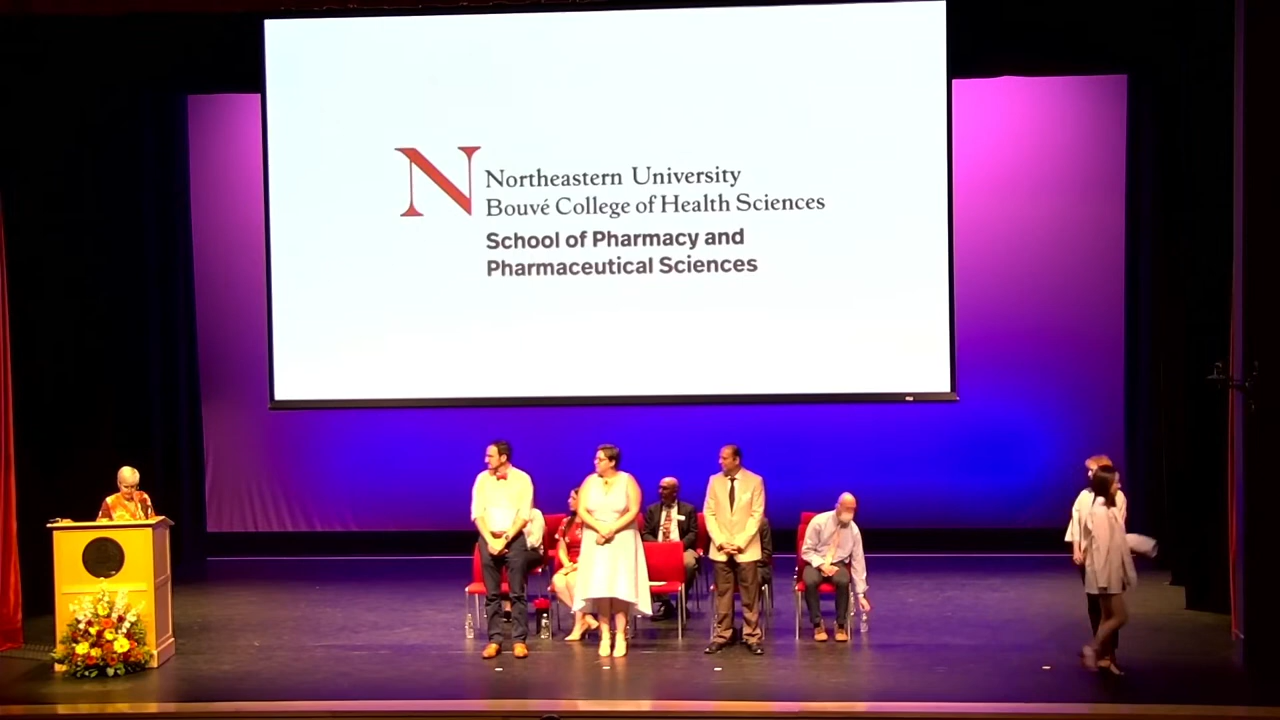 N
Northeastern University
Bouvé College of Health Sciences
School of Pharmacy and
Pharmaceutical Sciences